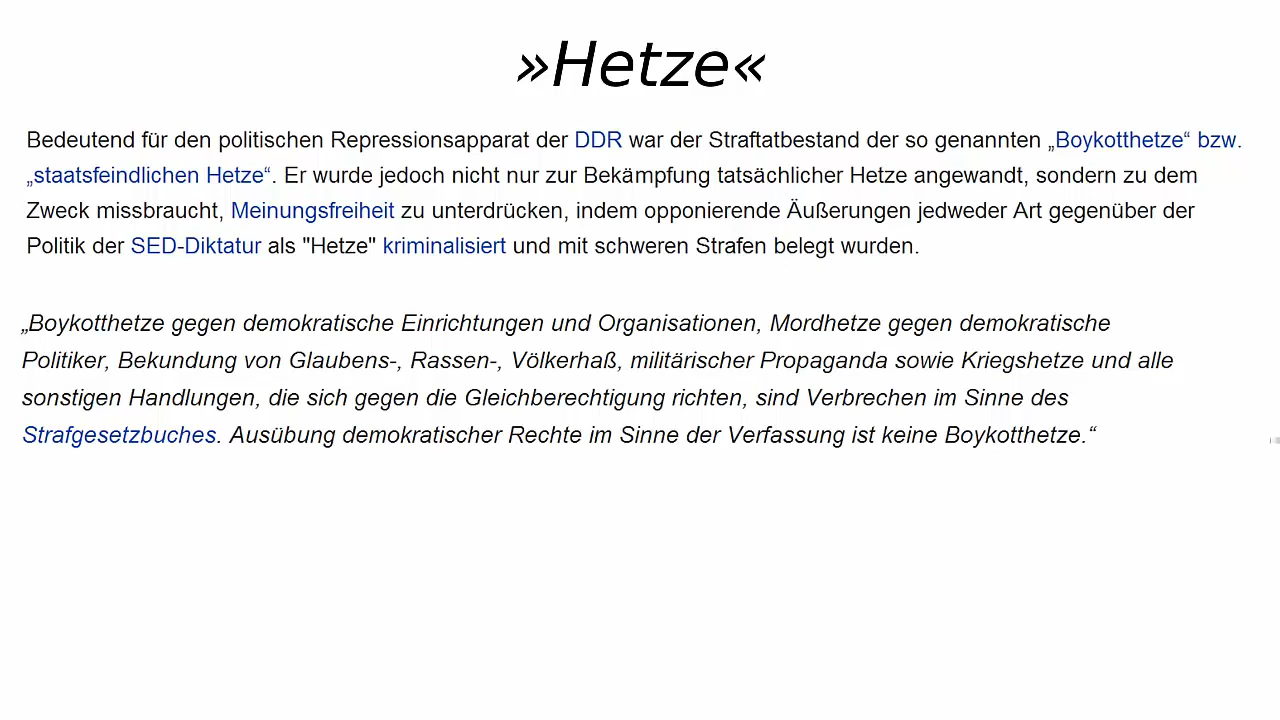 »Hetze«
Bedeutend für den politischen Repressionsapparat der DDR war der Straftatbestand der so genannten „Boykotthetze“ bzw.
„staatsfeindlichen Hetze“. Er wurde jedoch nicht nur zur Bekämpfung tatsächlicher Hetze angewandt, sondern zu dem
Zweck missbraucht, Meinungsfreiheit zu unterdrücken, indem opponierende Äußerungen jedweder Art gegenüber der
Politik der SED-Diktatur als "Hetze" kriminalisiert und mit schweren Strafen belegt wurden.
„Boykotthetze gegen demokratische Einrichtungen und Organisationen, Mordhetze gegen demokratische
Politiker, Bekundung von Glaubens-, Rassen-, Völkerhaß, militärischer Propaganda sowie Kriegshetze und alle
sonstigen Handlungen, die sich gegen die Gleichberechtigung richten, sind Verbrechen im Sinne des
Strafgesetzbuches. Ausübung demokratischer Rechte im Sinne der Verfassung ist keine Boykotthetze.“